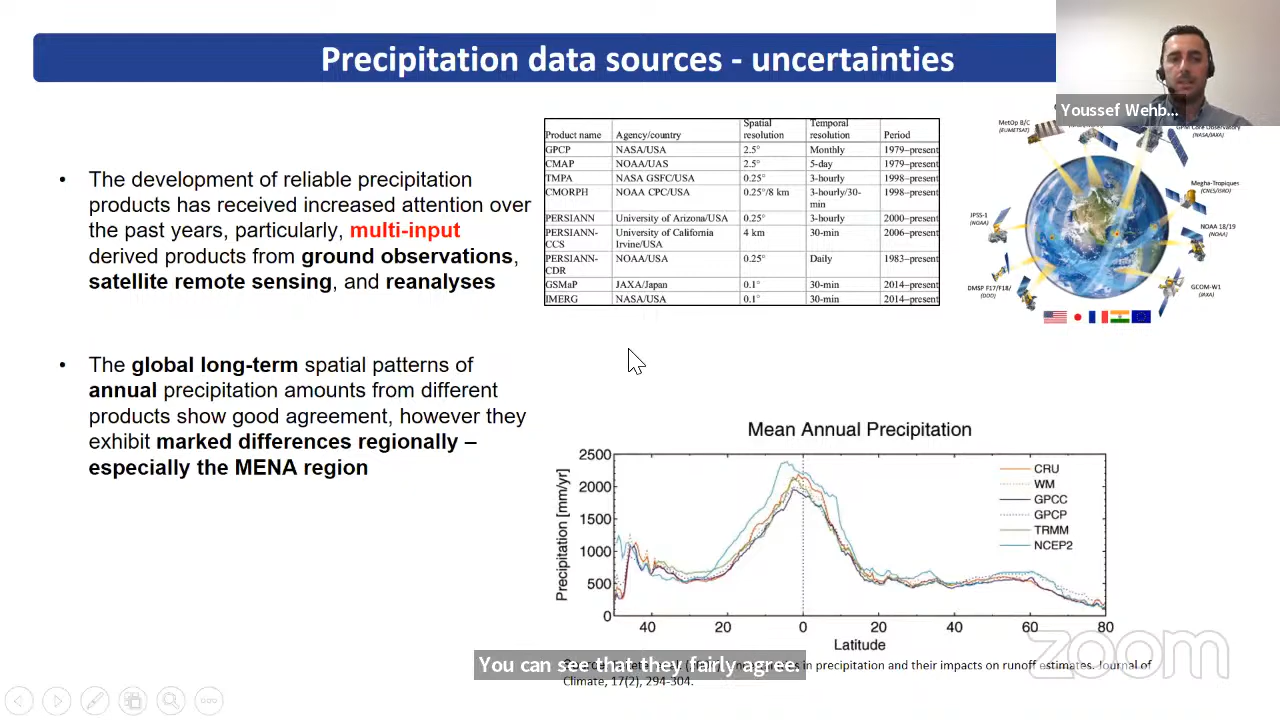 Precipitation data sources - uncertainties
Youssef Wehb...
• The development of reliable precipitation
products has received increased attention over
the past years, particularly, multi-input
derived products from ground observations,
satellite remote sensing, and reanalyses
• The global long-term spatial patterns of
annual precipitation amounts from different
products show good agreement, however they
exhibit marked differences regionally –
especially the MENA region
Product name Agency/country Spatial resolution Temporal resolution Period
GPCP NASA/USA 2.5° Monthly 1979–present
CMAP NOAA/UAS 2.5° 5-day 1979–present
TMPA NASA GSFC/USA 0.25° 3-hourly 1998–present
CMORPH NOAA CPC/USA 0.25°/8 km 3-hourly/30-min 1998–present
PERSIANN University of Arizona/USA 0.25° 3-hourly 2000–present
PERSIANN-CCS University of California Irvine/USA 4 km 30-min 2006–present
PERSIANN-CDR NOAA/USA 0.25° Daily 1983–present
GSMaP JAXA/Japan 0.1° 30-min 2014–present
IMERG NASA/USA 0.1° 30-min 2014–present
MetOp B/C
(EUMETSAT)
GPM Core Observatory
(NASA/JAXA)
Megha-Tropiques
(CNES/ISRO)
JPSS-1
(NOAA)
NOAA 18/19
(NOAA)
DMSP F17/F18/
(DOD)
GCOM-W1
(JAXA)
Mean Annual Precipitation
Precipitation [mm/yr]
2500
2000
1500
1000
500
0
CRU
WM
GPCC
GPCP
TRMM
NCEP2
40 20 0 20 40 60 80
Latitude
You can see that they fairly agree.
in precipitation and their impacts on runoff estimates. Journal of
Climate, 17(2), 294-304.
zoom